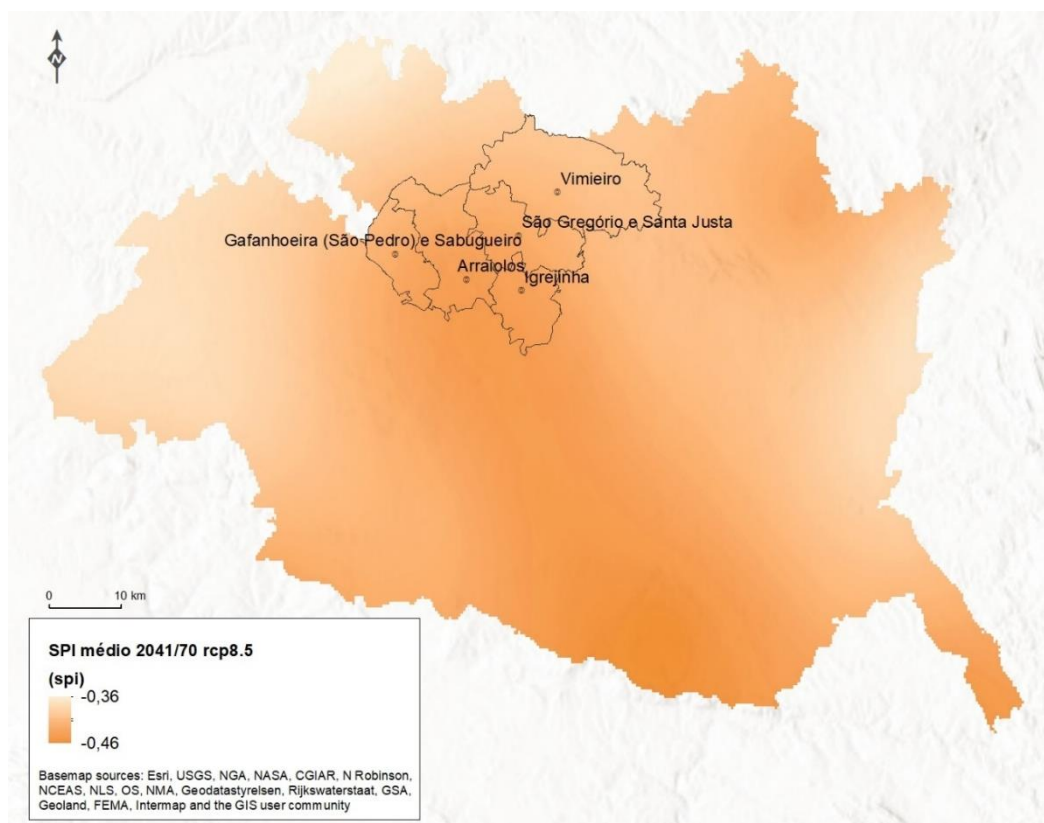 N
Vimieiro
São Gregório e Santa Justa
Gafanhoeira (São Pedro) e Sabugueiro
Arraiolos
Igrejinha
0 10 km
SPI médio 2041/70 rcp8.5
(spi)
-0,36
-0,46
Basemap sources: Esri, USGS, NGA, NASA, CGIAR, N Robinson,
NCEAS, NLS, OS, NMA, Geodatastyrelsen, Rijkswaterstaat, GSA,
Geoland, FEMA, Intermap and the GIS user community